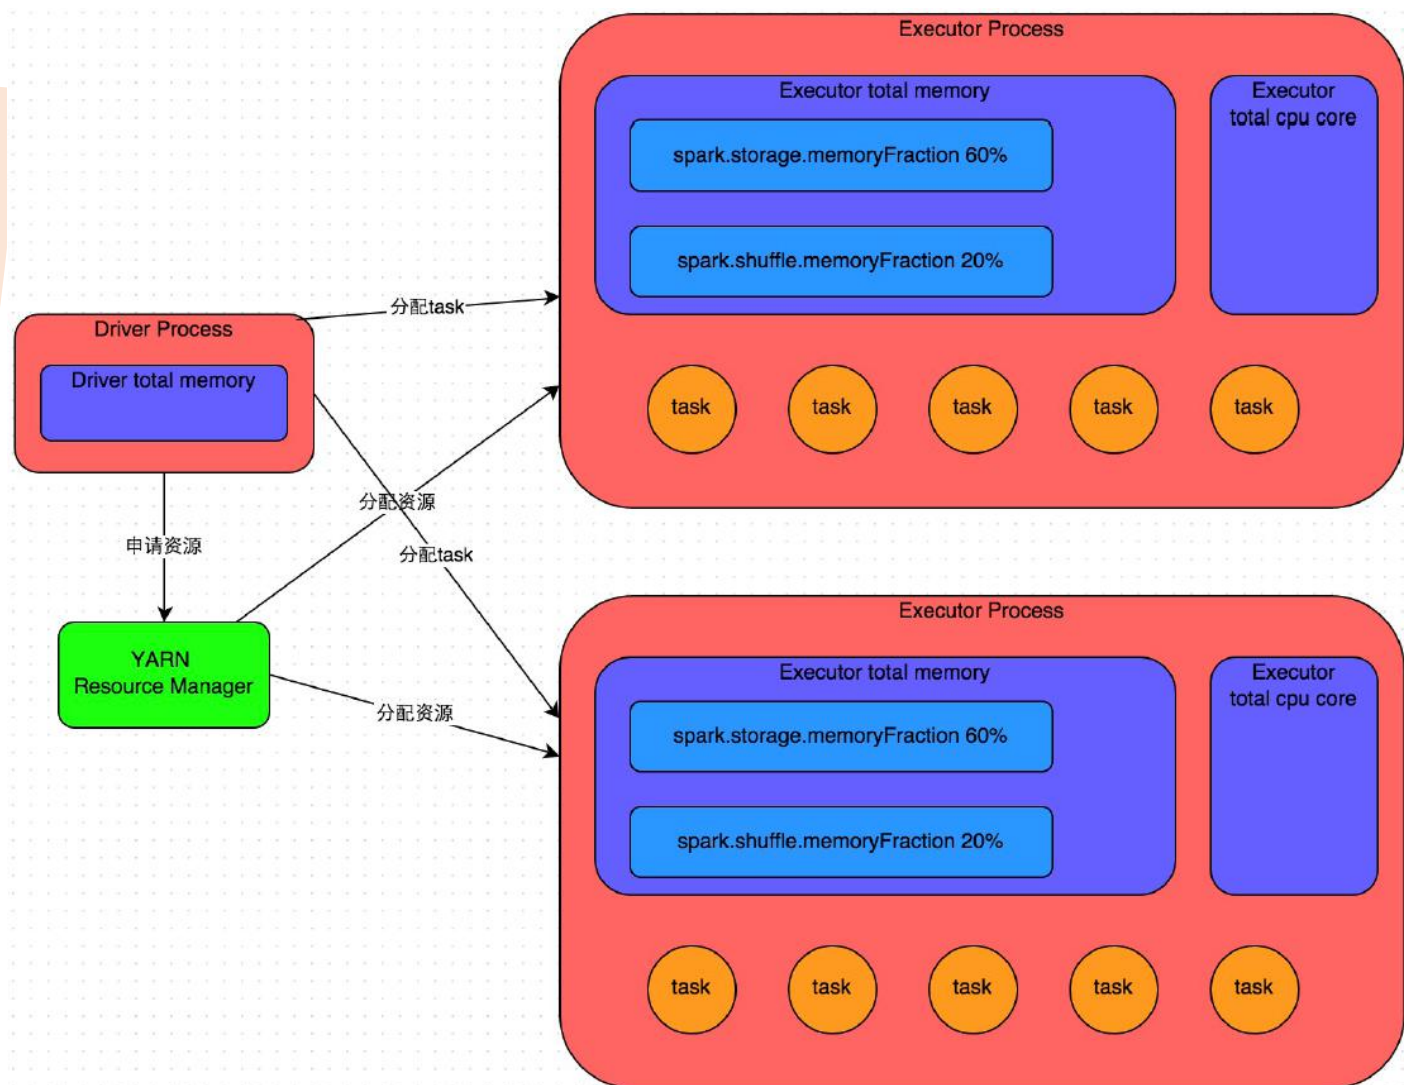 Executor Process
Executor total memory
Executor
total cpu core
spark.storage.memoryFraction 60%
spark.shuffle.memoryFraction 20%
分配task
Driver Process
Driver total memory
task
task
task
task
task
分配资源
申请资源
分配task
Executor Process
YARN
Resource Manager
Executor total memory
Executor
total cpu core
分配资源
spark.storage.memoryFraction 60%
spark.shuffle.memoryFraction 20%
task
task
task
task
task